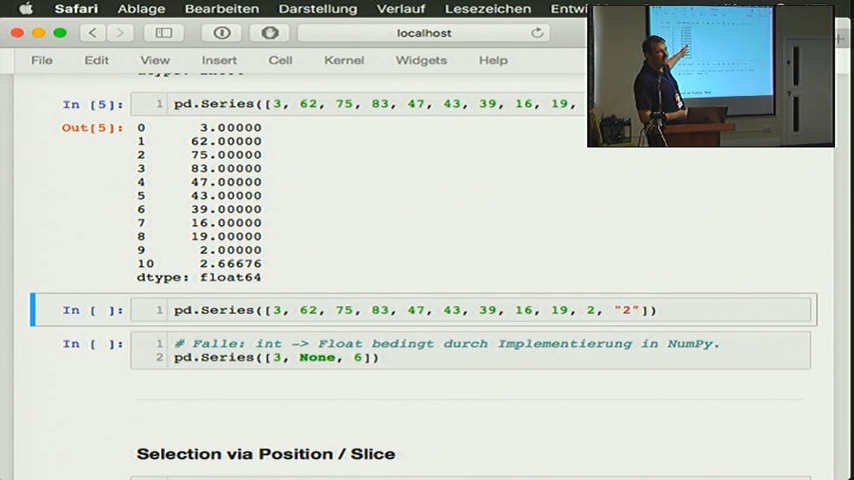 Safari Ablage Bearbeiten Darstellung Verlauf Lesezeichen
localhost
File Edit View Insert Cell Kernel Widgets Help
In [5]: 1 pd.Series([3, 62, 75, 83, 47, 43, 39, 16, 19,
Out[5]: 0 3.00000
1 62.00000
2 75.00000
3 83.00000
4 47.00000
5 43.00000
6 39.00000
7 16.00000
8 19.00000
9 2.00000
10 2.66676
dtype: float64
In [ ]: 1 pd.Series([3, 62, 75, 83, 47, 43, 39, 16, 19, 2, "2"])
In [ ]: 1 # Falle: int -> Float bedingt durch Implementierung in NumPy.
2 pd.Series([3, None, 6])
Selection via Position / Slice